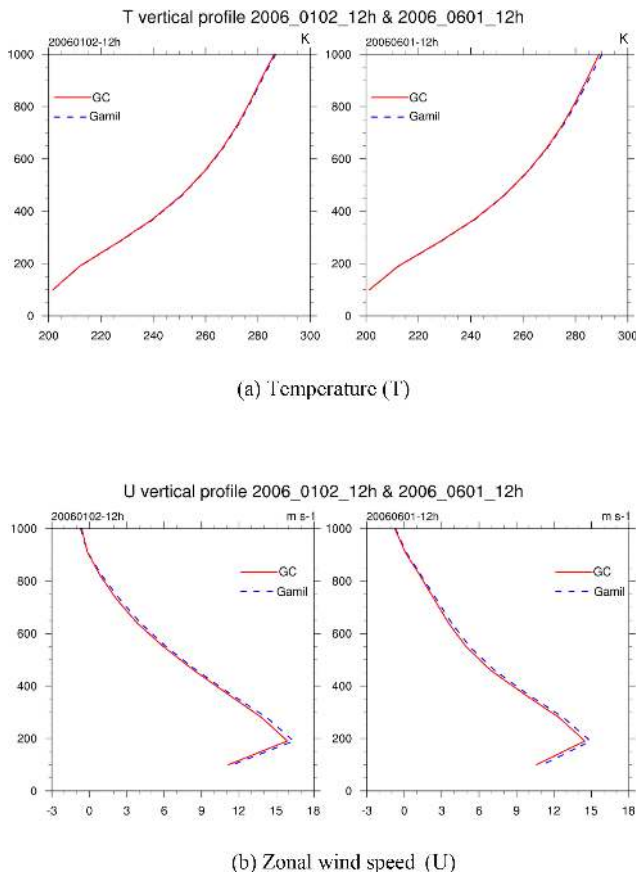 T vertical profile 2006_0102_12h & 2006_0601_12h
20060102-12h K
1000
800
600
400
200
0
GC
Gamil
200 220 240 260 280 300
20060601-12h K
1000
800
600
400
200
0
GC
Gamil
200 220 240 260 280 300
(a) Temperature (T)
U vertical profile 2006_0102_12h & 2006_0601_12h
20060102-12h m s-1
1000
800
600
400
200
0
GC
Gamil
-3 0 3 6 9 12 15 18
20060601-12h m s-1
1000
800
600
400
200
0
GC
Gamil
-3 0 3 6 9 12 15 18
(b) Zonal wind speed (U)